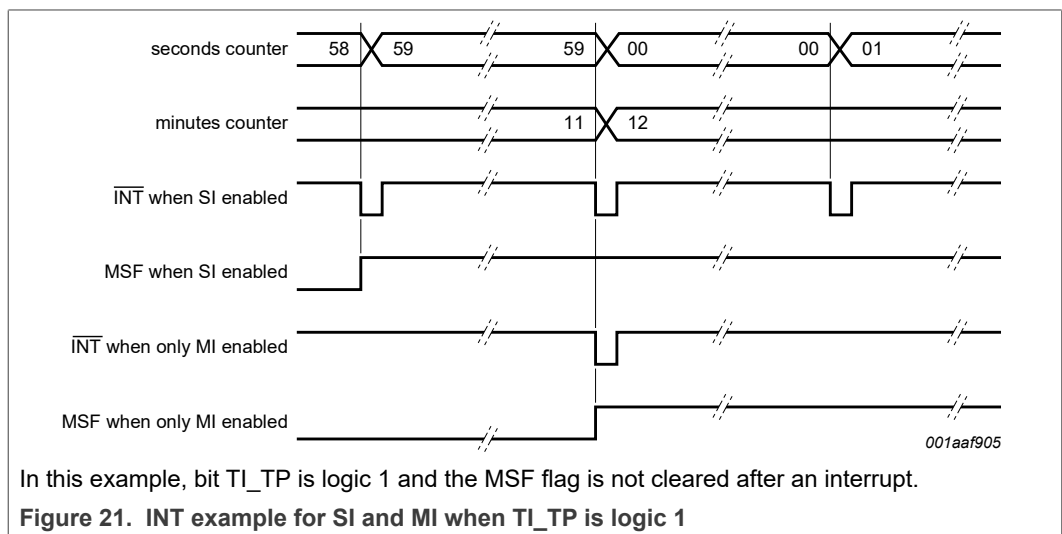 seconds counter 58 59 59 00 00 01
minutes counter 11 12
INT when SI enabled
MSF when SI enabled
INT when only MI enabled
MSF when only MI enabled
001aaf905
In this example, bit TI_TP is logic 1 and the MSF flag is not cleared after an interrupt.
Figure 21. INT example for SI and MI when TI_TP is logic 1